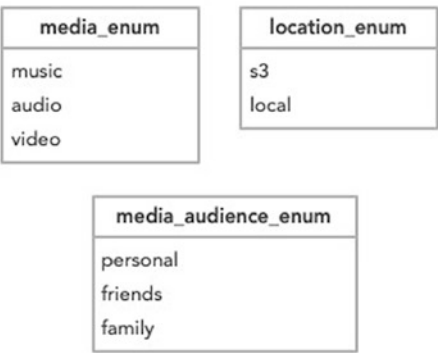 media_enum
music
audio
video
location_enum
s3
local
media_audience_enum
personal
friends
family